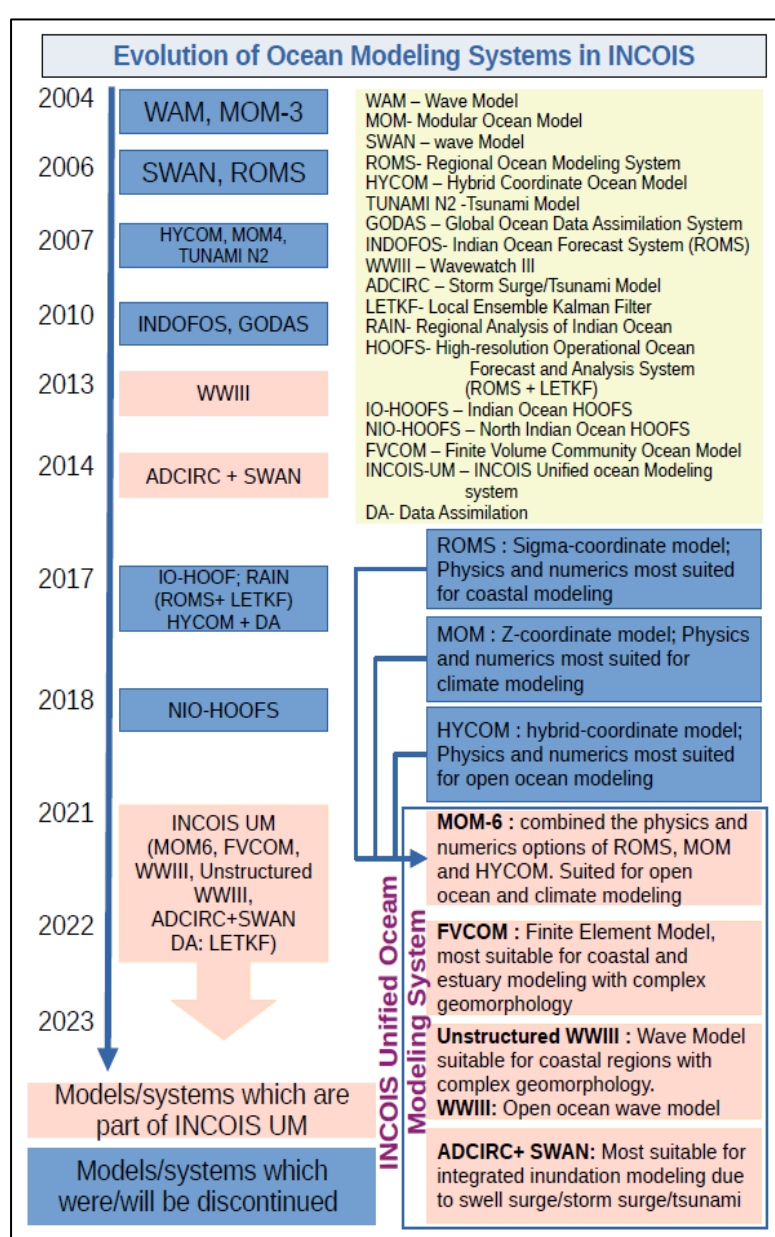 Evolution of Ocean Modeling Systems in INCOIS
2004
WAM, MOM-3
2006
SWAN, ROMS
2007
HYCOM, MOM4,
TUNAMI N2
2010
INDOFOS, GODAS
2013
WWIII
2014
ADCIRC + SWAN
2017
IO-HOOF; RAIN
(ROMS+ LETKF)
HYCOM + DA
2018
NIO-HOOFS
2021
2022
2023
INCOIS UM
(MOM6, FVCOM,
WWIII, Unstructured
WWIII,
ADCIRC+SWAN
DA: LETKF)
Models/systems which are
part of INCOIS UM
Models/systems which
were/will be discontinued
WAM – Wave Model
MOM- Modular Ocean Model
SWAN – wave Model
ROMS- Regional Ocean Modeling System
HYCOM – Hybrid Coordinate Ocean Model
TUNAMI N2 -Tsunami Model
GODAS – Global Ocean Data Assimilation System
INDOFOS- Indian Ocean Forecast System (ROMS)
WWIII – Wavewatch III
ADCIRC – Storm Surge/Tsunami Model
LETKF- Local Ensemble Kalman Filter
RAIN- Regional Analysis of Indian Ocean
HOOFS- High-resolution Operational Ocean
Forecast and Analysis System
(ROMS + LETKF)
IO-HOOFS – Indian Ocean HOOFS
NIO-HOOFS – North Indian Ocean HOOFS
FVCOM – Finite Volume Community Ocean Model
INCOIS-UM – INCOIS Unified ocean Modeling
system
DA- Data Assimilation
ROMS : Sigma-coordinate model;
Physics and numerics most suited
for coastal modeling
MOM : Z-coordinate model; Physics
and numerics most suited for
climate modeling
HYCOM : hybrid-coordinate model;
Physics and numerics most suited
for open ocean modeling
INCOIS Unified Oceam
Modeling System
MOM-6 : combined the physics and
numerics options of ROMS, MOM
and HYCOM. Suited for open
ocean and climate modeling
FVCOM : Finite Element Model,
most suitable for coastal and
estuary modeling with complex
geomorphology
Unstructured WWIII : Wave Model
suitable for coastal regions with
complex geomorphology.
WWIII: Open ocean wave model
ADCIRC+ SWAN: Most suitable for
integrated inundation modeling due
to swell surge/storm surge/tsunami